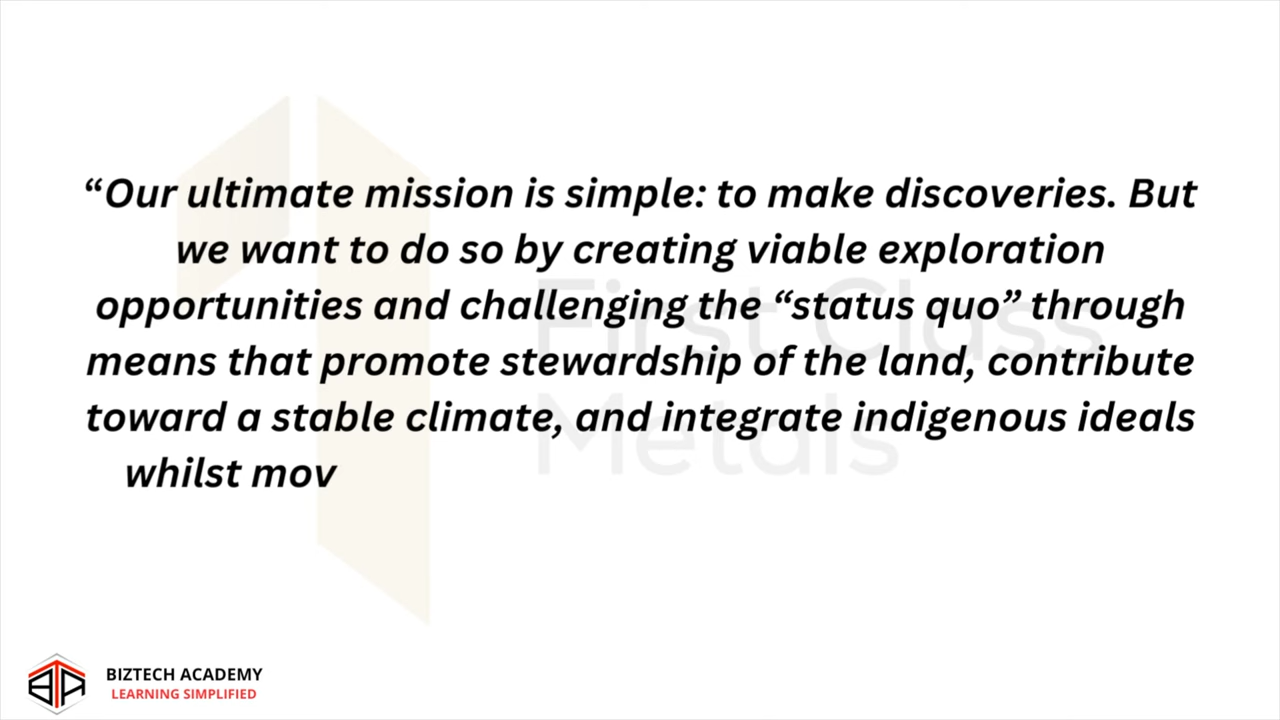 “Our ultimate mission is simple: to make discoveries. But
we want to do so by creating viable exploration
opportunities and challenging the “status quo” through
means that promote stewardship of the land, contribute
toward a stable climate, and integrate indigenous ideals
whilst mov
First Class
Metals
BIZTECH ACADEMY
LEARNING SIMPLIFIED